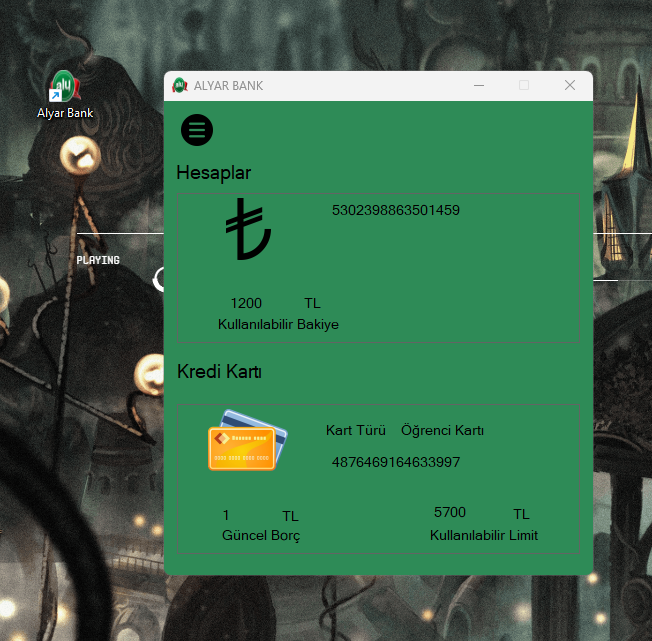 Alyar Bank
ALYAR BANK
PLAYING
Hesaplar
5302398863501459
1200 TL
Kullanılabilir Bakiye
Kredi Kartı
Kart Türü Öğrenci Kartı
4876469164633997
1 TL
Güncel Borç
5700 TL
Kullanılabilir Limit